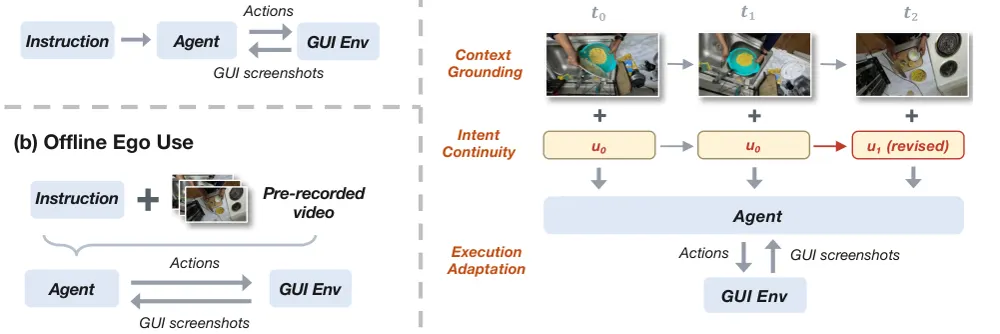 Instruction
Agent
Actions
GUI Env
GUI screenshots
(b) Offline Ego Use
Instruction
+
Pre-recorded
video
Agent
Actions
GUI Env
GUI screenshots
t0
t1
t2
Context
Grounding
+
+
+
Intent
Continuity
u0
u0
u1 (revised)
Agent
Execution
Adaptation
Actions
GUI screenshots
GUI Env